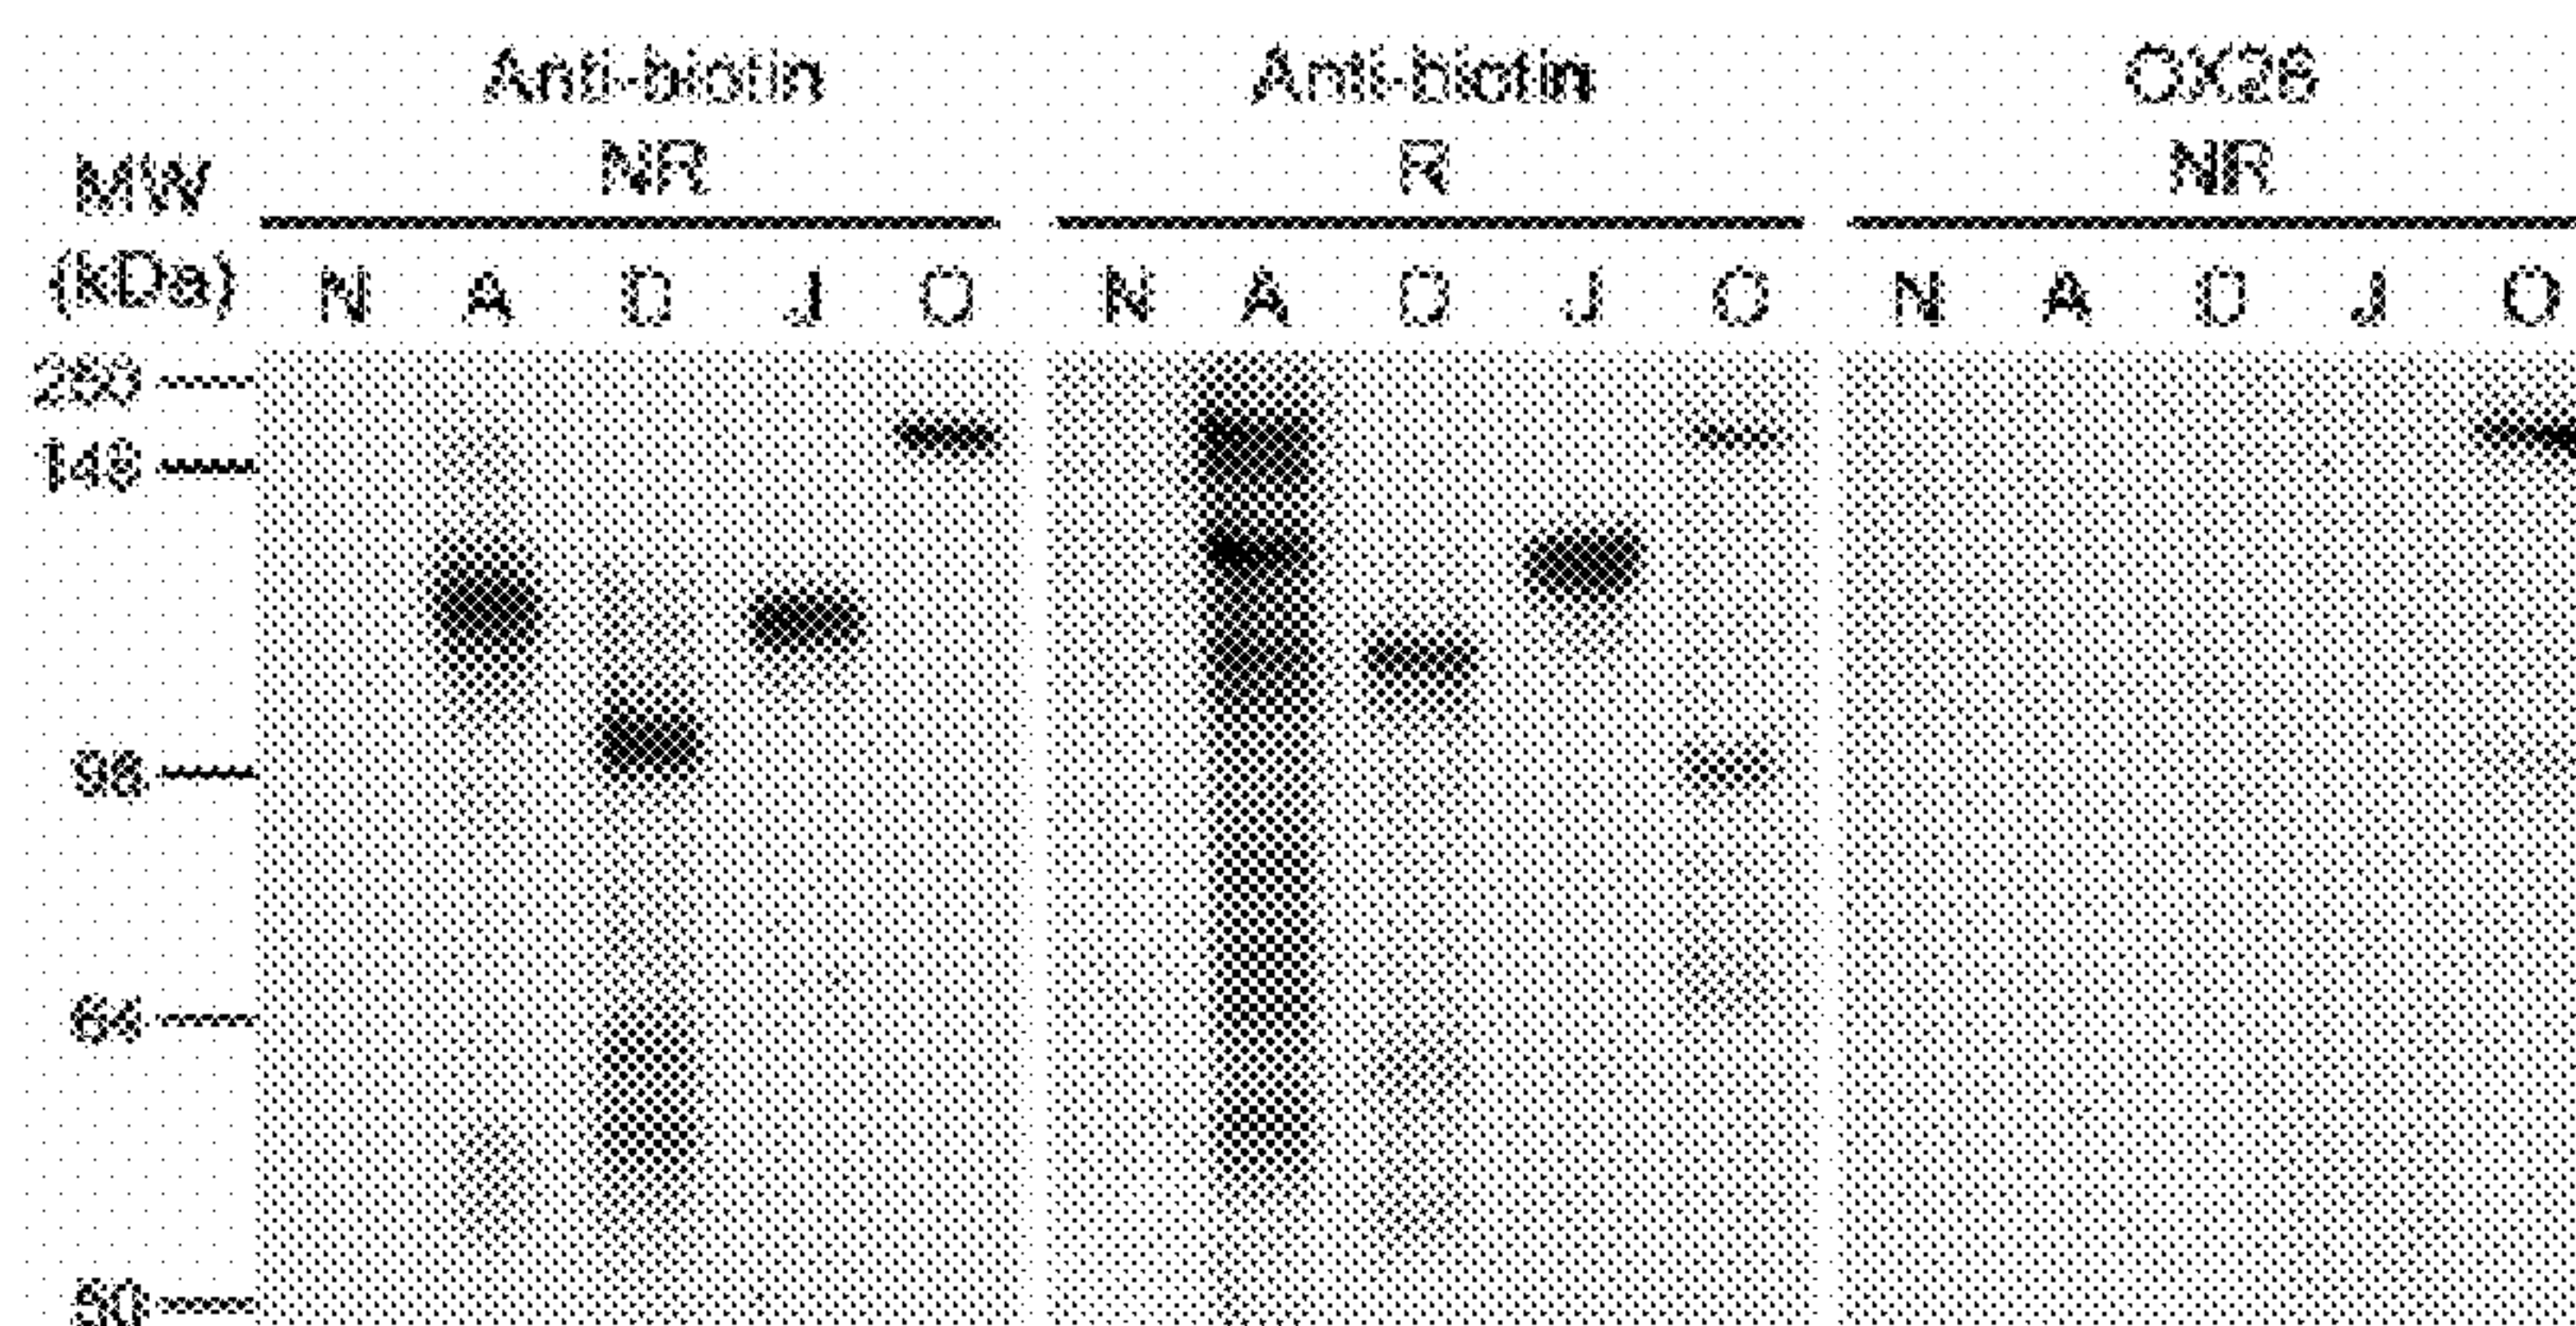 Anti-biotin Anti-biotin OX26
NR R NR
MW
(kDa) N A D J O N A D J O N A D J O
148
98
64
50